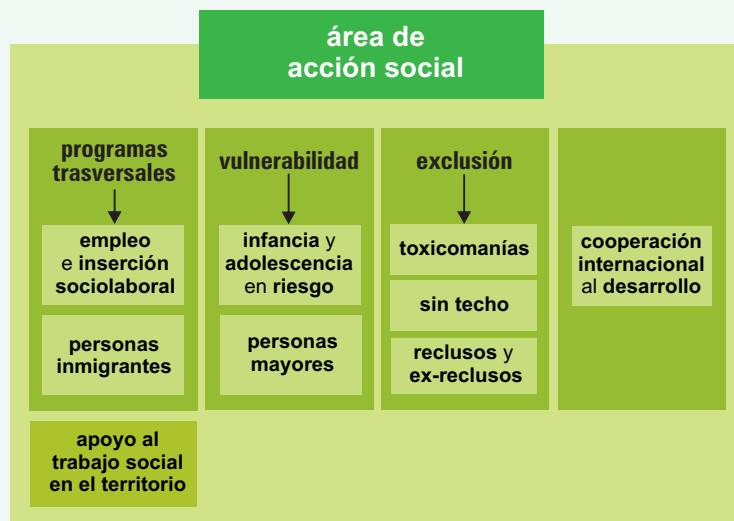 área de
acción social
programas
trasversales
empleo
e inserción
sociolaboral
personas
inmigrantes
vulnerabilidad
infancia y
adolescencia
en riesgo
personas
mayores
exclusión
toxicomanías
sin techo
reclusos y
ex-reclusos
cooperación
internacional
al desarrollo
apoyo al
trabajo social
en el territorio